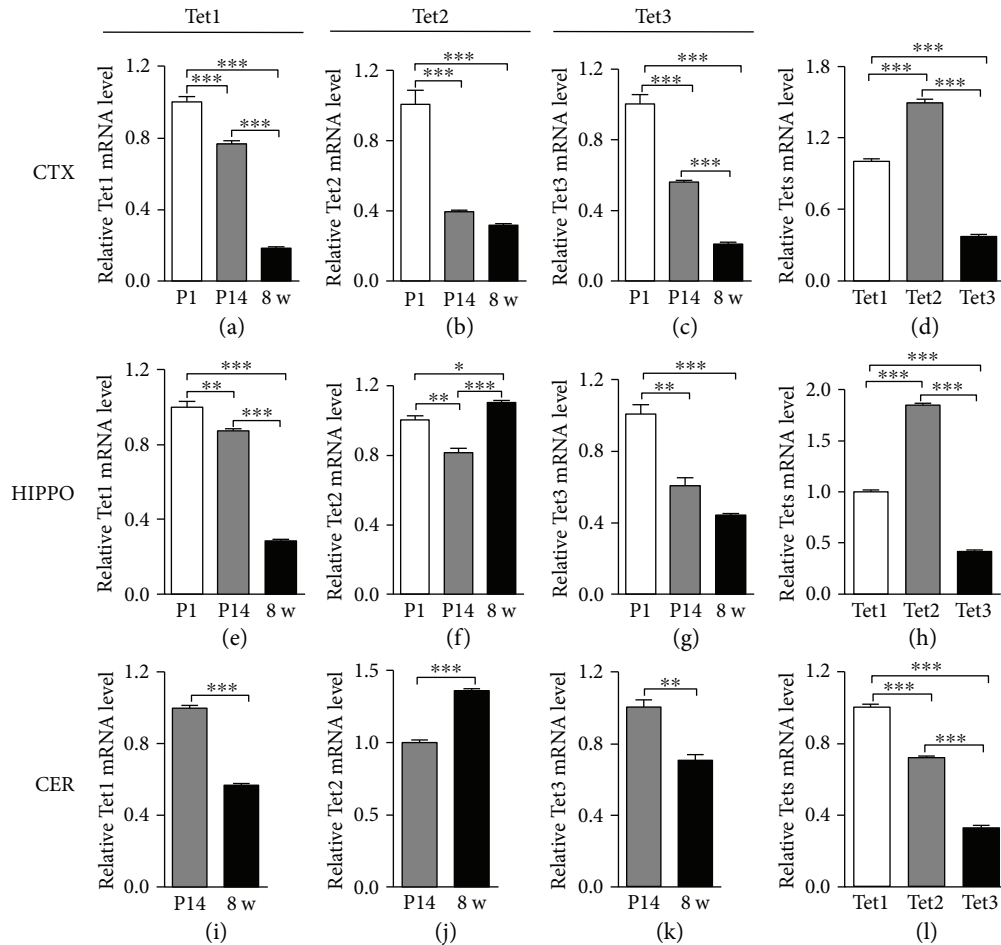 Tet1
Tet2
Tet3
CTX
Relative Tet1 mRNA level
1.2
0.8
0.4
0.0
***
***
***
P1 P14 8 w
(a)
Relative Tet2 mRNA level
1.2
0.8
0.4
0.0
***
***
P1 P14 8 w
(b)
Relative Tet3 mRNA level
1.2
0.8
0.4
0.0
***
***
***
P1 P14 8 w
(c)
Relative Tets mRNA level
1.8
1.2
0.6
0.0
***
***
***
Tet1 Tet2 Tet3
(d)
HIPPO
Relative Tet1 mRNA level
1.2
0.8
0.4
0.0
***
**
***
P1 P14 8 w
(e)
Relative Tet2 mRNA level
1.2
0.8
0.4
0.0
*
**
***
P1 P14 8 w
(f)
Relative Tet3 mRNA level
1.2
0.8
0.4
0.0
***
**
P1 P14 8 w
(g)
Relative Tets mRNA level
2.0
1.5
1.0
0.5
0.0
***
***
***
Tet1 Tet2 Tet3
(h)
CER
Relative Tet1 mRNA level
1.2
0.8
0.4
0.0
***
P14 8 w
(i)
Relative Tet2 mRNA level
1.5
1.0
1.5
0.0
***
P14 8 w
(j)
Relative Tet3 mRNA level
1.2
0.8
0.4
0.0
**
P14 8 w
(k)
Relative Tets mRNA level
1.2
0.8
0.4
0.0
***
***
***
Tet1 Tet2 Tet3
(l)